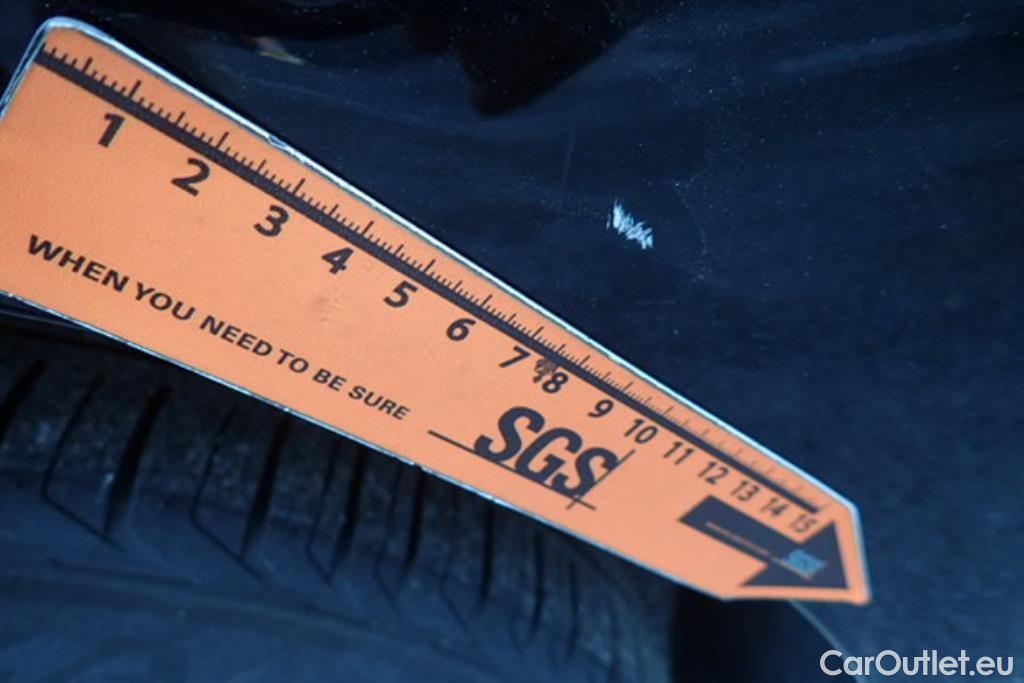 1 2 3 4 5 6 7 8 9 10 11 12 13 14 15
WHEN YOU NEED TO BE SURE
SGS
SGS
CarOutlet.eu